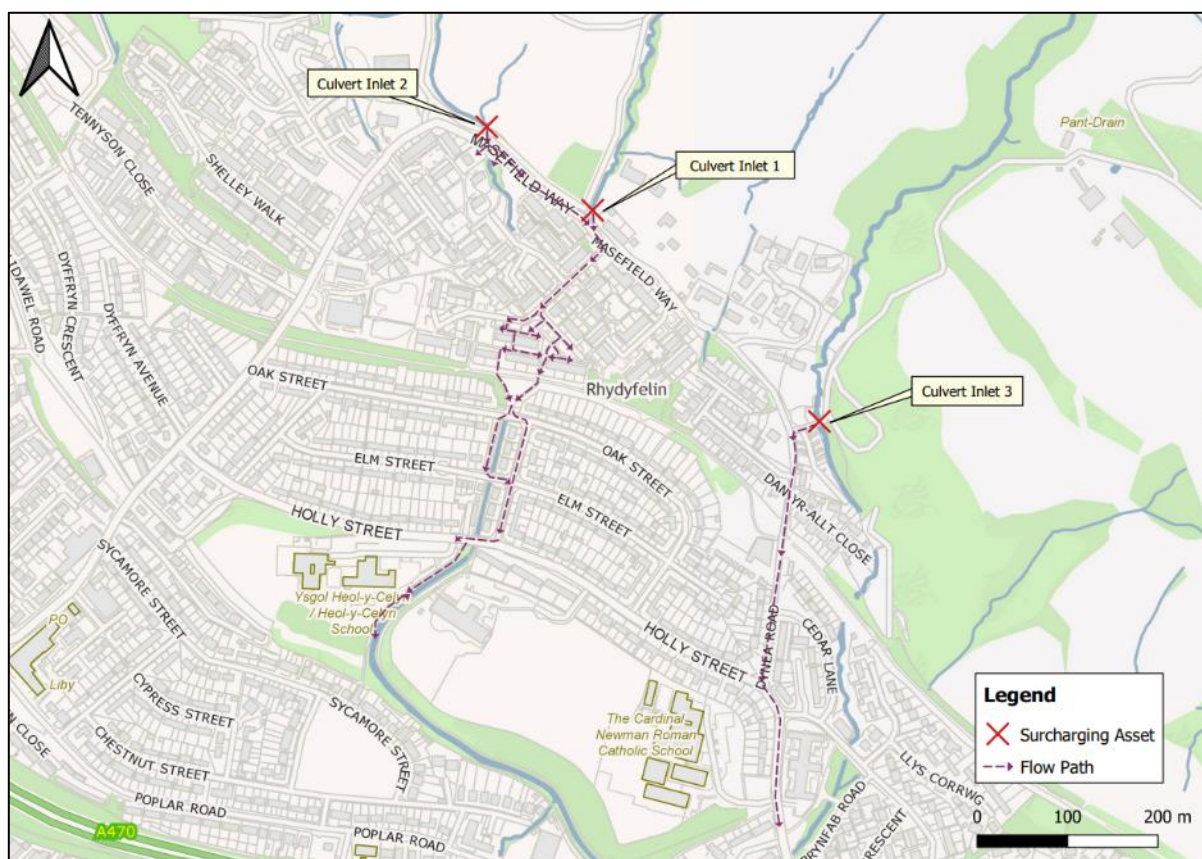 Culvert Inlet 2
Culvert Inlet 1
Culvert Inlet 3
Pant-Drain
TENNYSON CLOSE
SHELLEY WALK
MASEFIELD WAY
MASEFIELD WAY
DYFFRYN CRESCENT
DYFFRYN AVENUE
OAK STREET
Rhydyfelin
ELM STREET
OAK STREET
ELM STREET
HOLLY STREET
DAN-YR-ALLT CLOSE
SYCAMORE STREET
Ysgol Heol-y-Celyn
/ Heol-y-Celyn
School
PO
Liby
HOLLY STREET
DYNEA ROAD
CEDAR LANE
CYPRESS STREET
SYCAMORE STREET
The Cardinal
Newman Roman
Catholic School
CHESTNUT STREET
POPLAR ROAD
POPLAR ROAD
A470
LLYS CORRWG
CRESCENT
Legend
Surcharging Asset
Flow Path
0 100 200 m